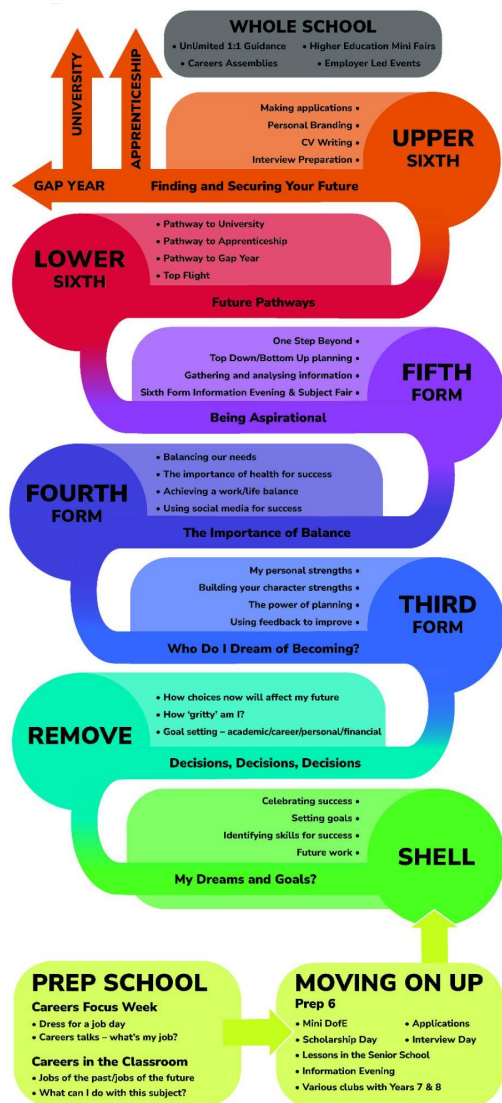 WHOLE SCHOOL
• Unlimited 1:1 Guidance • Higher Education Mini Fairs
• Careers Assemblies • Employer Led Events
UNIVERSITY
APPRENTICESHIP
GAP YEAR
Making applications •
Personal Branding •
CV Writing •
Interview Preparation •
UPPER
SIXTH
Finding and Securing Your Future
LOWER
SIXTH
• Pathway to University
• Pathway to Apprenticeship
• Pathway to Gap Year
• Top Flight
Future Pathways
One Step Beyond •
Top Down/Bottom Up planning •
Gathering and analysing information •
Sixth Form Information Evening & Subject Fair •
FIFTH
FORM
Being Aspirational
FOURTH
FORM
• Balancing our needs
• The importance of health for success
• Achieving a work/life balance
• Using social media for success
The Importance of Balance
My personal strengths •
Building your character strengths •
The power of planning •
Using feedback to improve •
THIRD
FORM
Who Do I Dream of Becoming?
REMOVE
• How choices now will affect my future
• How ‘gritty’ am I?
• Goal setting – academic/career/personal/financial
Decisions, Decisions, Decisions
Celebrating success •
Setting goals •
Identifying skills for success •
Future work •
SHELL
My Dreams and Goals?
PREP SCHOOL
Careers Focus Week
• Dress for a job day
• Careers talks – what’s my job?
Careers in the Classroom
• Jobs of the past/jobs of the future
• What can I do with this subject?
MOVING ON UP
Prep 6
• Mini DofE • Applications
• Scholarship Day • Interview Day
• Lessons in the Senior School
• Information Evening
• Various clubs with Years 7 & 8